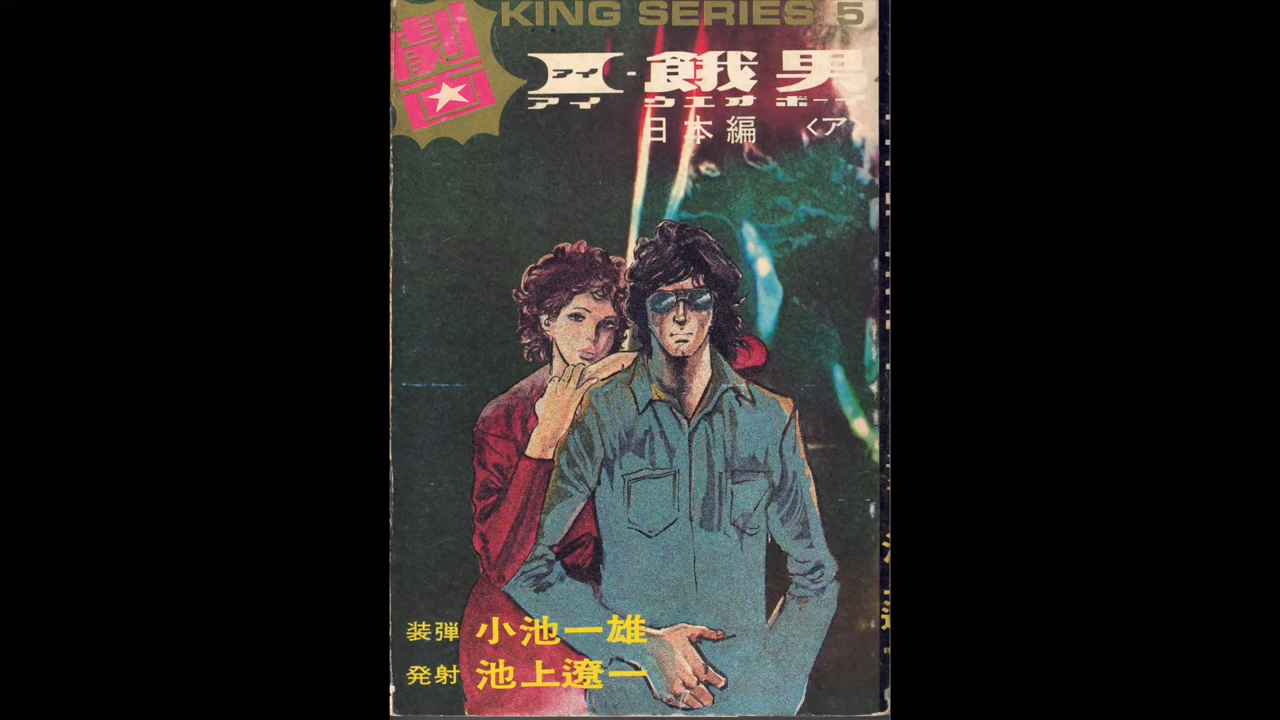 KING SERIES 5
劇画
I-餓男
アイ
アイ ウエオ ボーイ
日本編 〈ア〉
装弾 小池一雄
発射 池上遼一